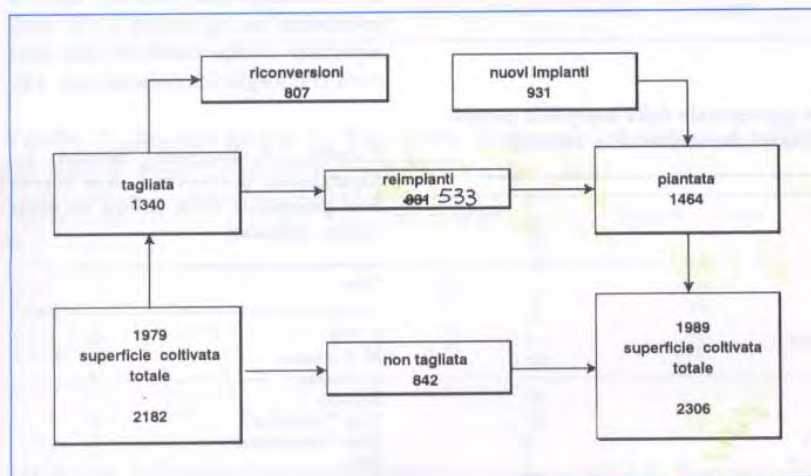 riconversioni
807
nuovi impianti
931
tagliata
1340
reimpianti
931 533
piantata
1464
1979
superficie coltivata
totale
2182
non tagliata
842
1989
superficie coltivata
totale
2306